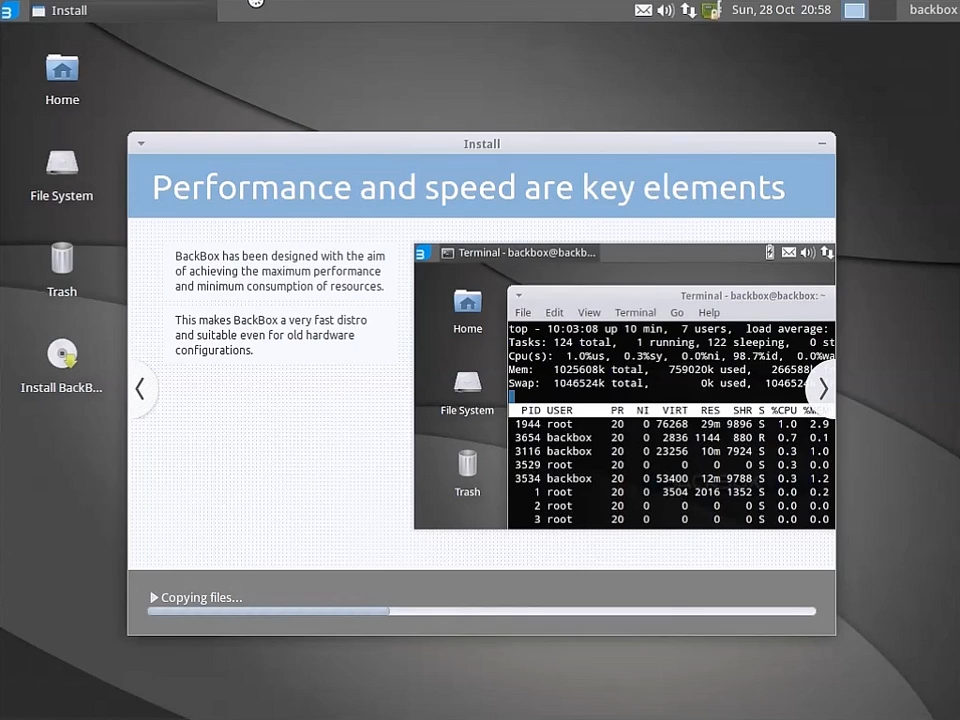 Install
Sun, 28 Oct 20:58
backbox
Home
File System
Trash
Install BackB...
Install
Performance and speed are key elements
BackBox has been designed with the aim
of achieving the maximum performance
and minimum consumption of resources.
This makes BackBox a very fast distro
and suitable even for old hardware
configurations.
Terminal - backbox@backb...
Home
File System
Trash
Terminal - backbox@backbox: ~
File Edit View Terminal Go Help
top - 10:03:08 up 10 min, 7 users, load average:
Tasks: 124 total, 1 running, 122 sleeping, 0 st
Cpu(s): 1.0%us, 0.3%sy, 0.0%ni, 98.7%id, 0.0%wa
Mem: 1025608k total, 759020k used, 266588k
Swap: 1046524k total, 0k used, 104652
PID USER PR NI VIRT RES SHR S %CPU
1944 root 20 0 76268 29m 9896 S 1.0 2.9
3654 backbox 20 0 2836 1144 880 R 0.7 0.1
3116 backbox 20 0 23256 10m 7924 S 0.3 1.0
3529 root 20 0 0 0 0 S 0.3 0.0
3534 backbox 20 0 53400 12m 9788 S 0.3 1.2
1 root 20 0 3504 2016 1352 S 0.0 0.2
2 root 20 0 0 0 0 S 0.0 0.0
3 root 20 0 0 0 0 S 0.0 0.0
Copying files...